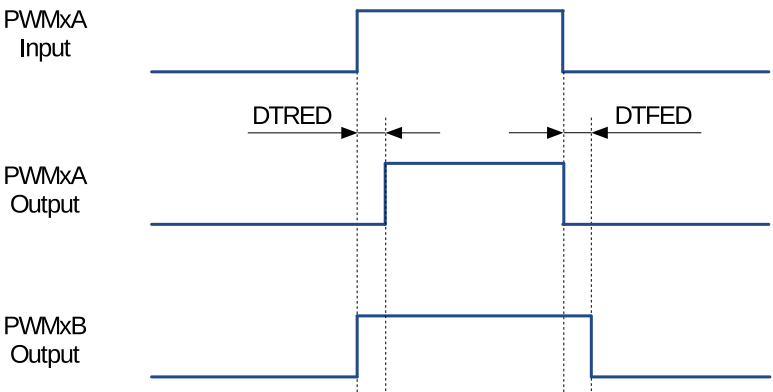 PWMxA
Input
DTRED
DTFED
PWMxA
Output
PWMxB
Output